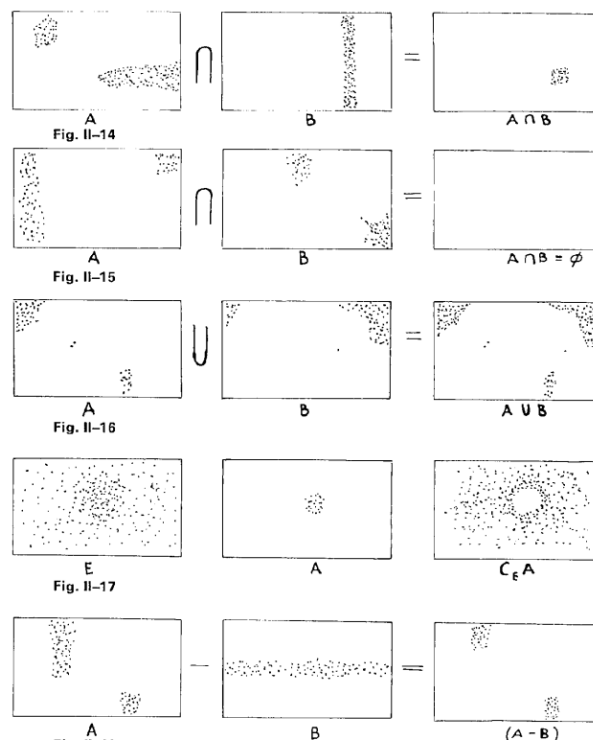 ∩ =
A B A ∩ B
Fig. II–14
∩ =
A B A ∩ B = ϕ
Fig. II–15
∪ =
A B A ∪ B
Fig. II–16
E A C_E A
Fig. II–17
– =
A B (A – B)